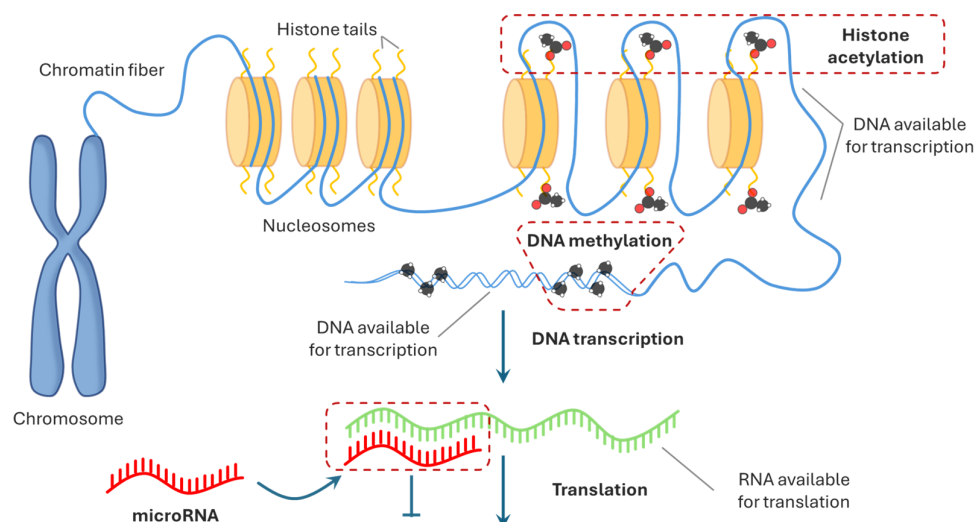 Histone tails
Histone
acetylation
Chromatin fiber
DNA available
for transcription
Nucleosomes
DNA methylation
DNA available
for transcription
DNA transcription
Chromosome
RNA available
for translation
Translation
microRNA